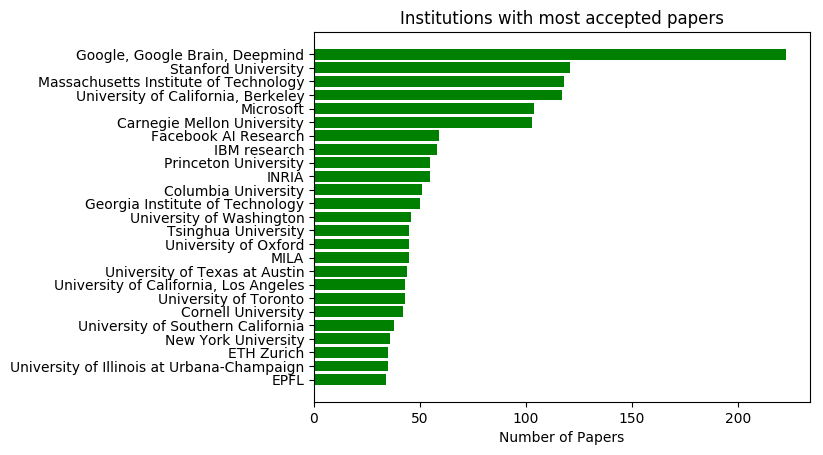 Institutions with most accepted papers
Google, Google Brain, Deepmind
Stanford University
Massachusetts Institute of Technology
University of California, Berkeley
Microsoft
Carnegie Mellon University
Facebook AI Research
IBM research
Princeton University
INRIA
Columbia University
Georgia Institute of Technology
University of Washington
Tsinghua University
University of Oxford
MILA
University of Texas at Austin
University of California, Los Angeles
University of Toronto
Cornell University
University of Southern California
New York University
ETH Zurich
University of Illinois at Urbana-Champaign
EPFL
0 50 100 150 200
Number of Papers